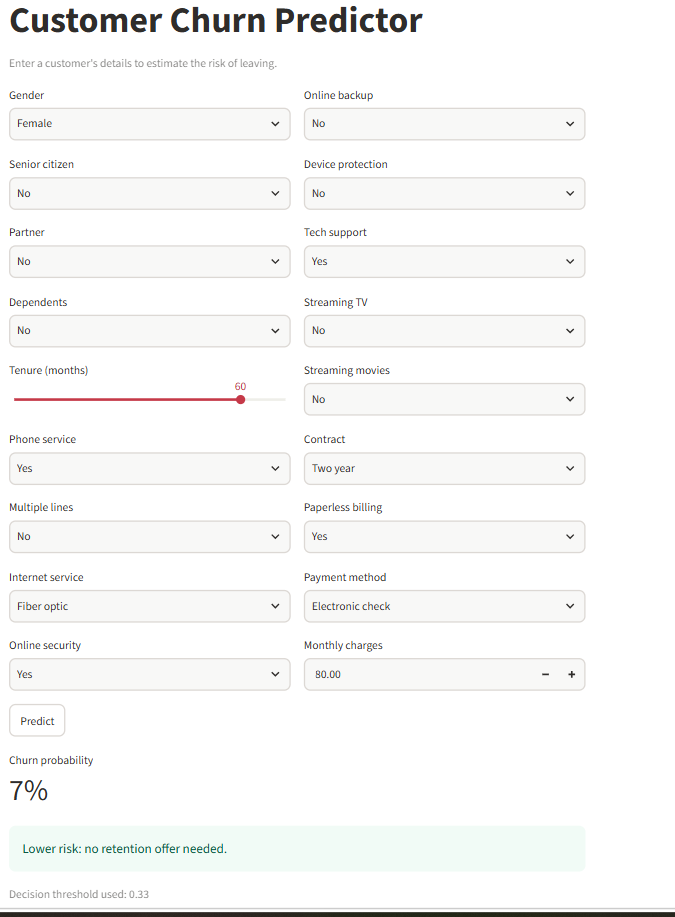 Customer Churn Predictor
Enter a customer's details to estimate the risk of leaving.
Gender
Female
Senior citizen
No
Partner
No
Dependents
No
Tenure (months)
60
Phone service
Yes
Multiple lines
No
Internet service
Fiber optic
Online security
Yes
Online backup
No
Device protection
No
Tech support
Yes
Streaming TV
No
Streaming movies
No
Contract
Two year
Paperless billing
Yes
Payment method
Electronic check
Monthly charges
80.00
Predict
Churn probability
7%
Lower risk: no retention offer needed.
Decision threshold used: 0.33